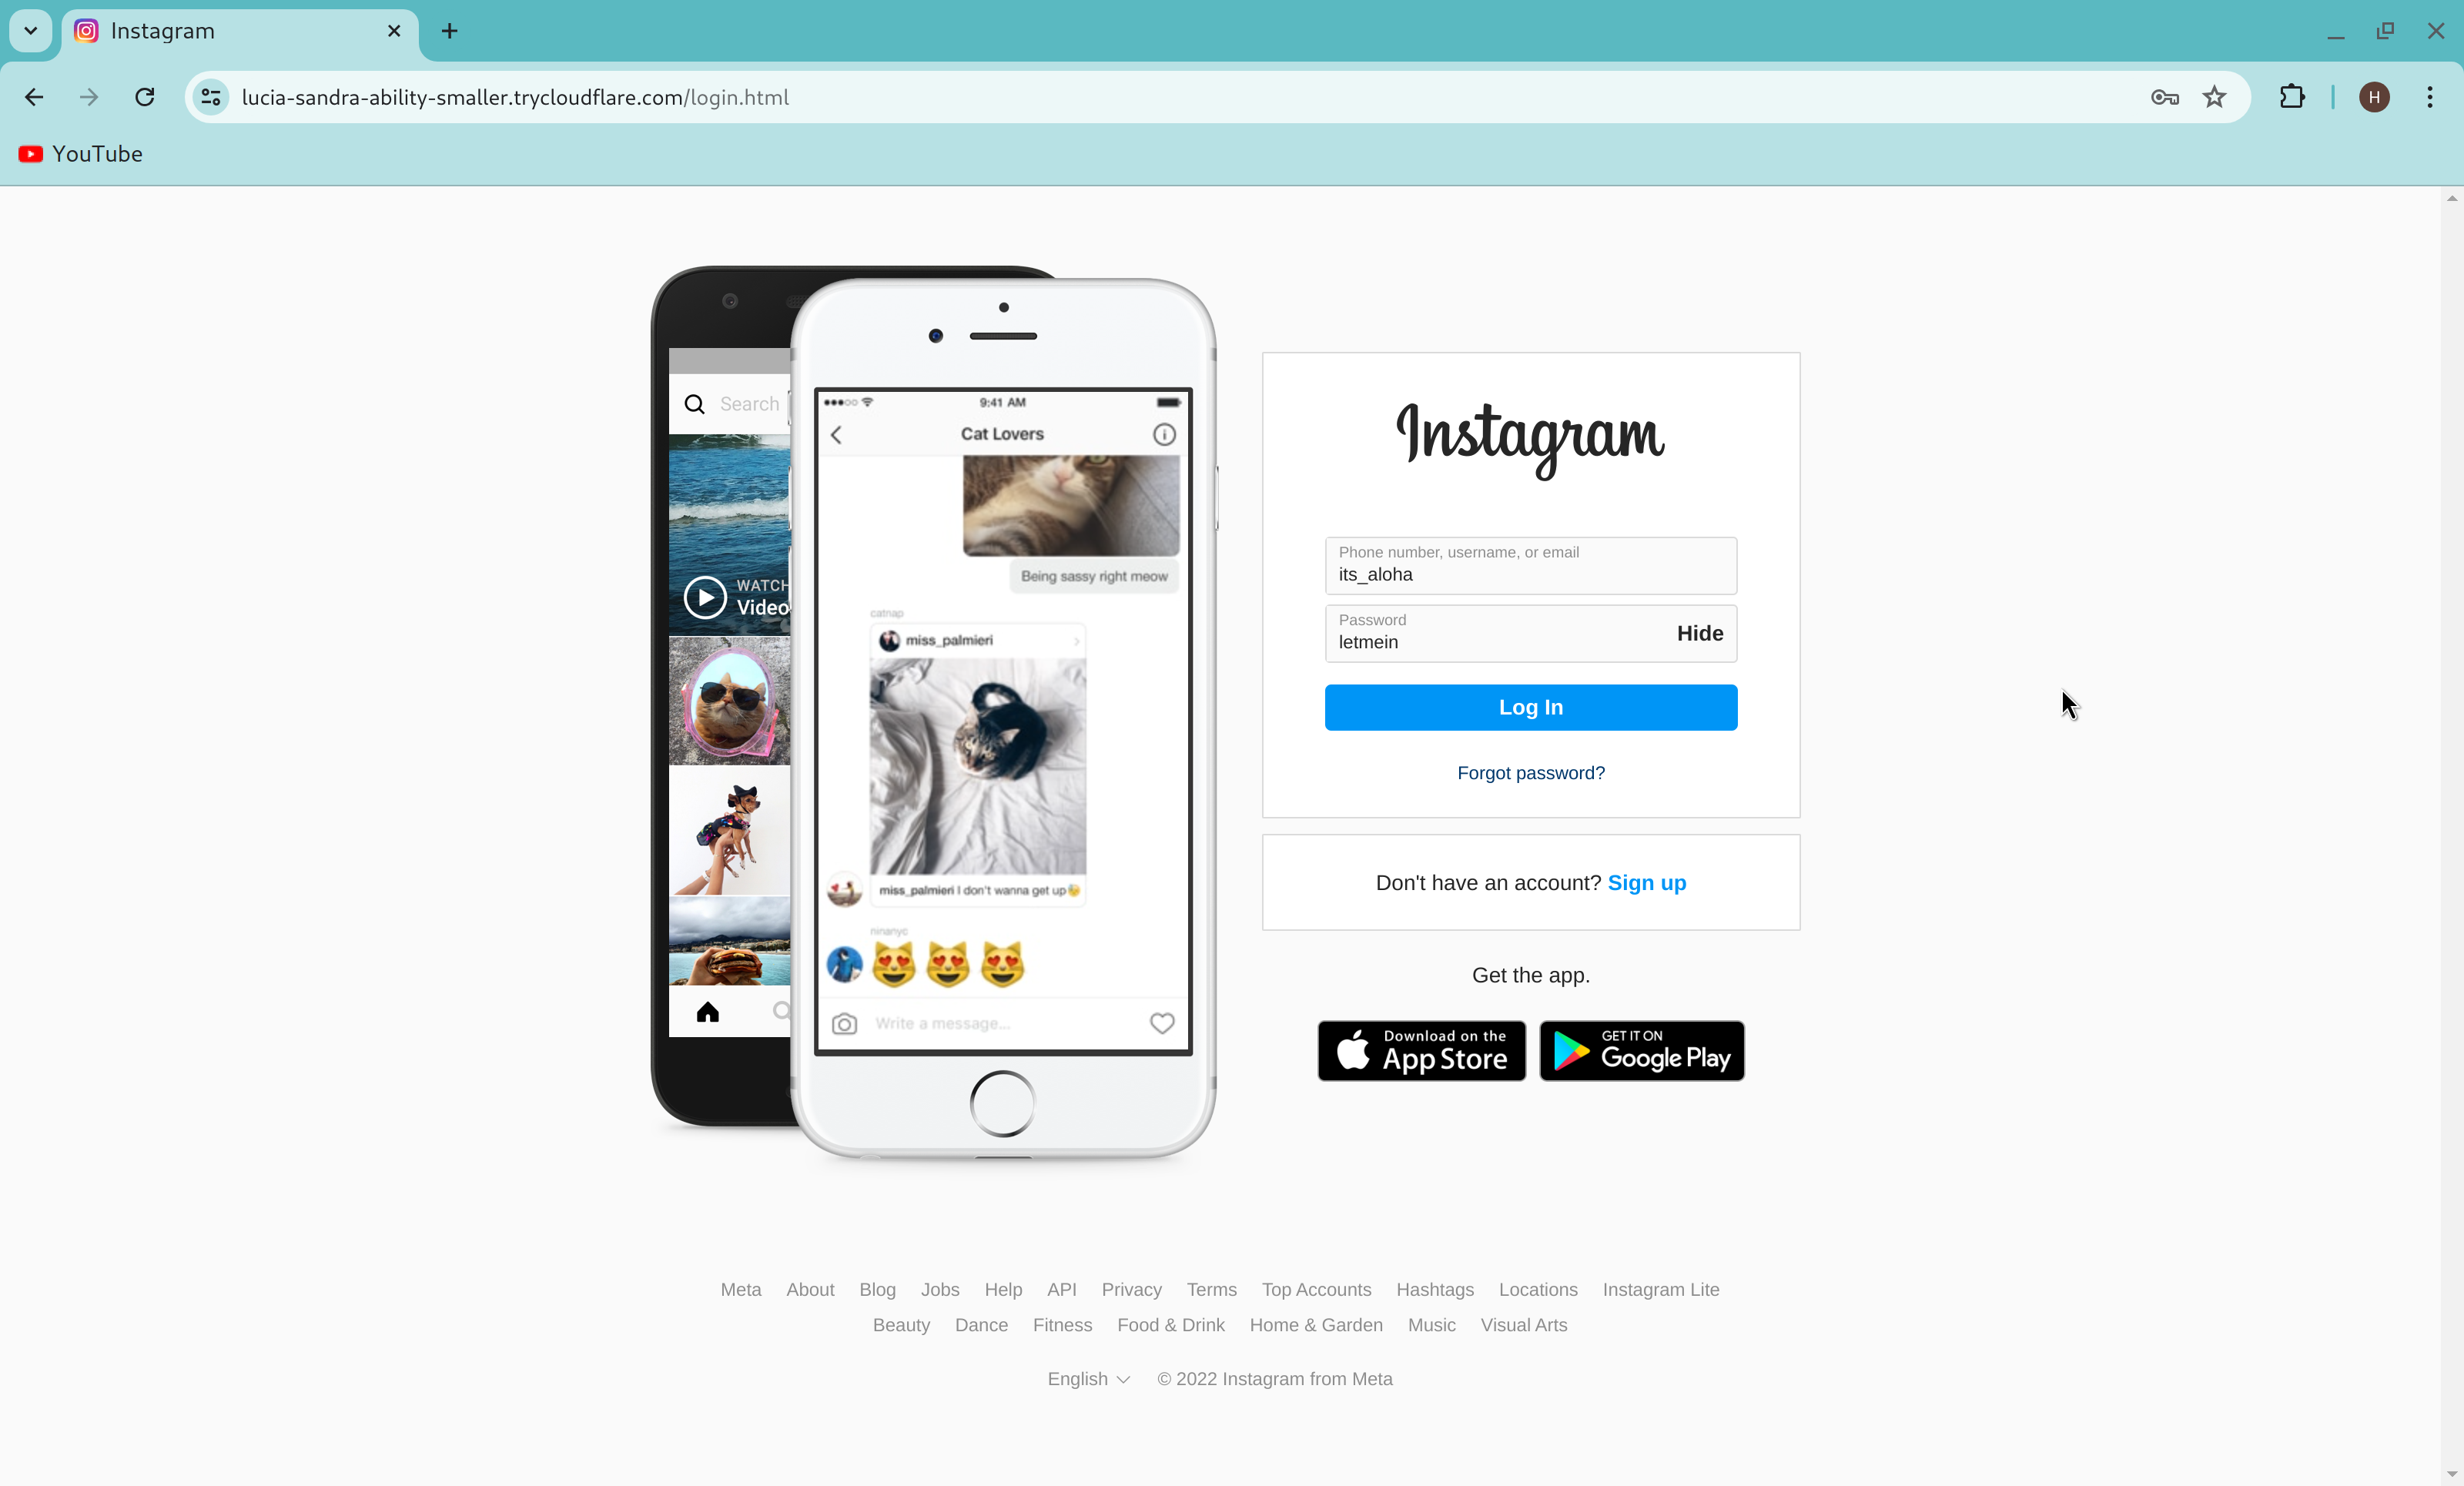 Instagram
lucia-sandra-ability-smaller.trycloudflare.com/login.html
H
YouTube
Search
WATCH
Video
9:41 AM
Cat Lovers
Being sassy right meow
catnap
miss_palmieri
miss_palmieri I don't wanna get up
ninanyc
Write a message...
Instagram
Phone number, username, or email
its_aloha
Password
letmein
Hide
Log In
Forgot password?
Don't have an account? Sign up
Get the app.
Download on the
App Store
GET IT ON
Google Play
Meta About Blog Jobs Help API Privacy Terms Top Accounts Hashtags Locations Instagram Lite
Beauty Dance Fitness Food & Drink Home & Garden Music Visual Arts
English © 2022 Instagram from Meta